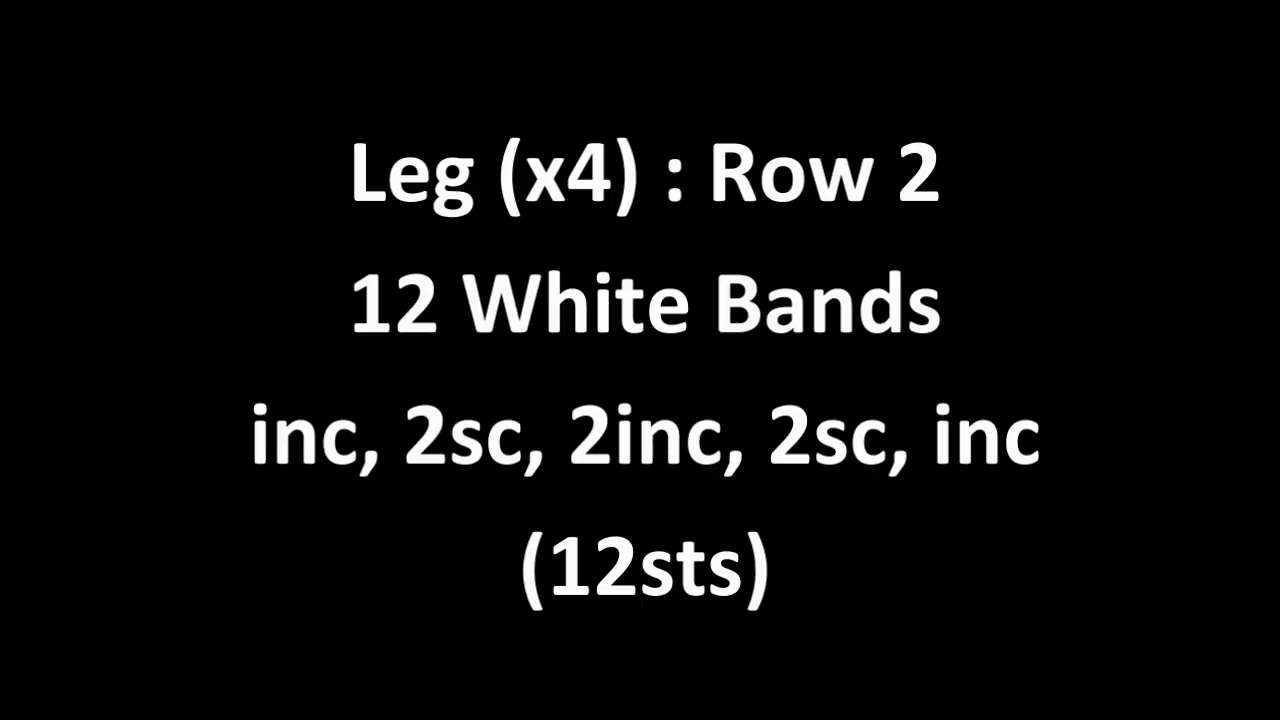 Leg (x4) : Row 2
12 White Bands
inc, 2sc, 2inc, 2sc, inc
(12sts)